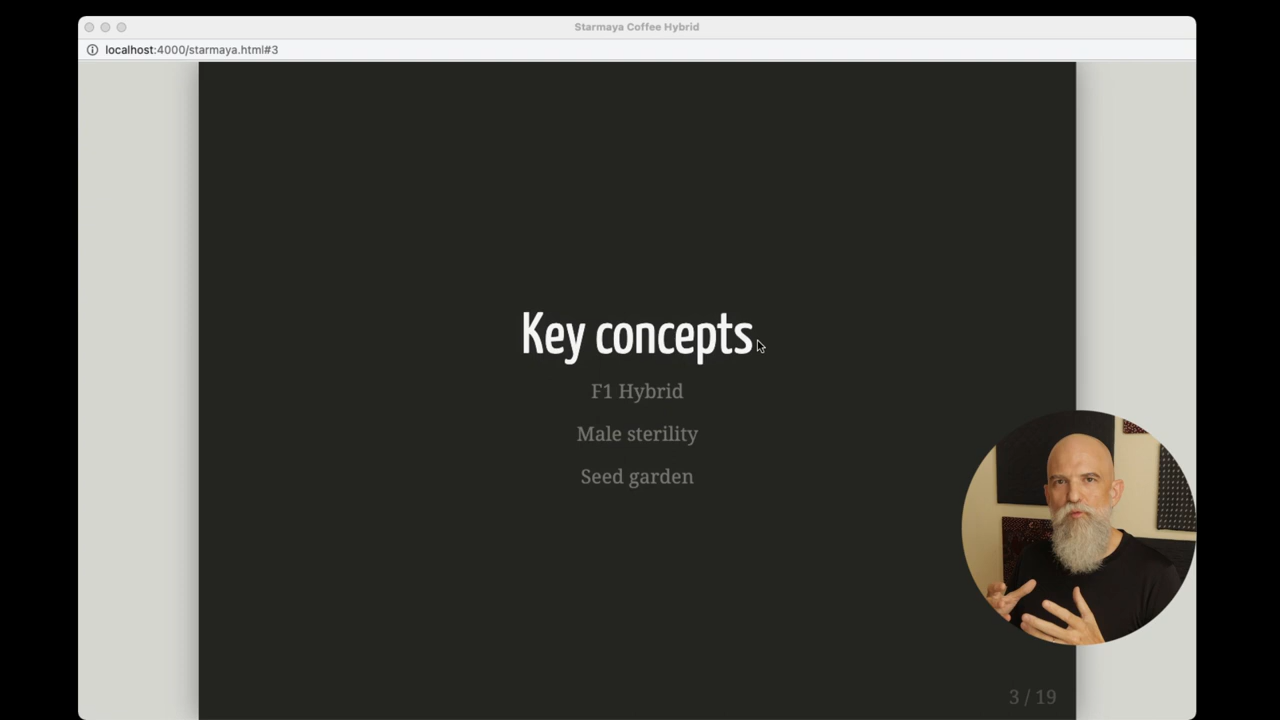 Starmaya Coffee Hybrid
localhost:4000/starmaya.html#3
Key concepts
F1 Hybrid
Male sterility
Seed garden
3 / 19